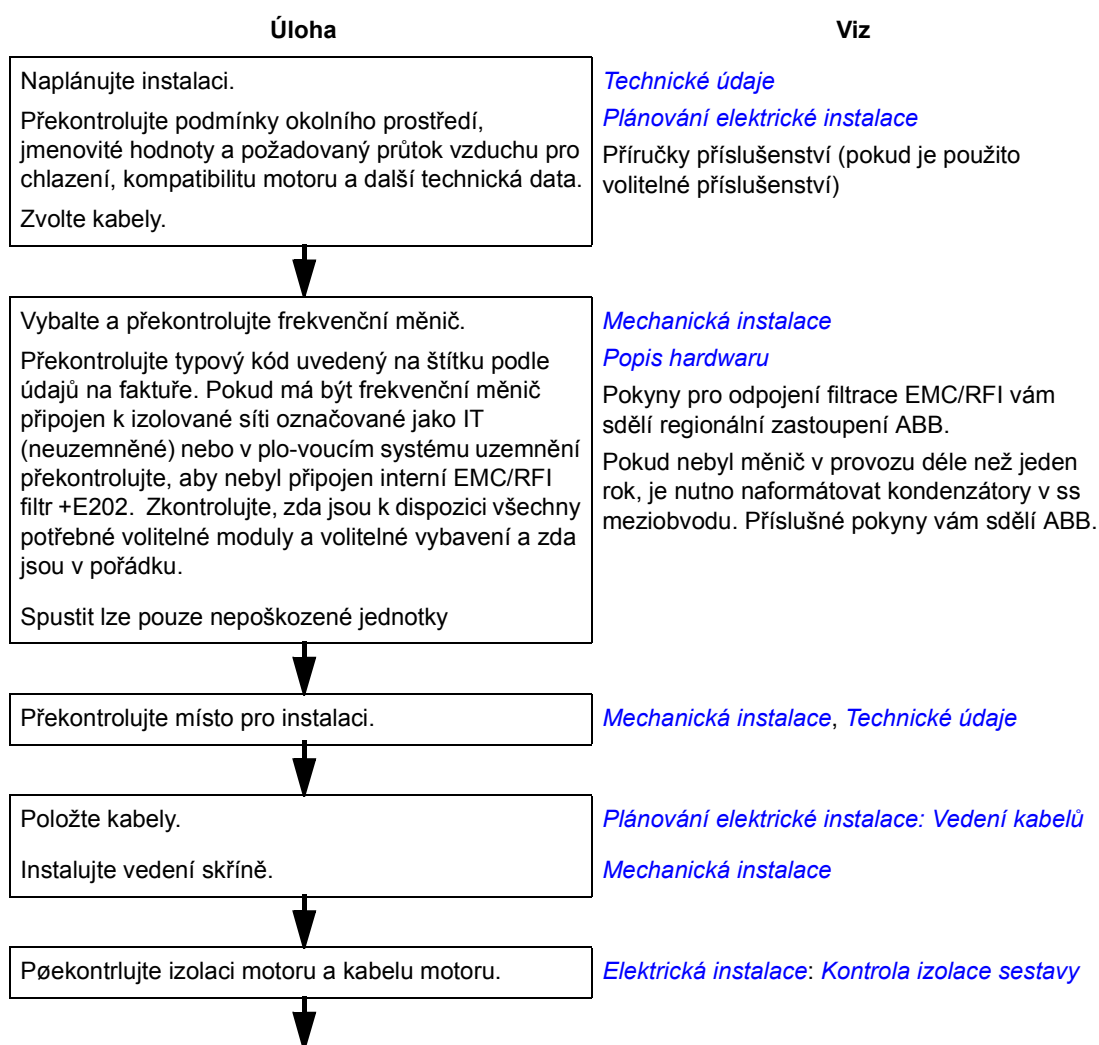 Úloha
Viz
Naplánujte instalaci.
Překontrolujte podmínky okolního prostředí,
jmenovité hodnoty a požadovaný průtok vzduchu pro
chlazení, kompatibilitu motoru a další technická data.
Zvolte kabely.
Technické údaje
Plánování elektrické instalace
Příručky příslušenství (pokud je použito
volitelné příslušenství)
Vybalte a překontrolujte frekvenční měnič.
Překontrolujte typový kód uvedený na štítku podle
údajů na faktuře. Pokud má být frekvenční měnič
připojen k izolované síti označované jako IT
(neuzemněné) nebo v plo-voucím systému uzemnění
překontrolujte, aby nebyl připojen interní EMC/RFI
filtr +E202.  Zkontrolujte, zda jsou k dispozici všechny
potřebné volitelné moduly a volitelné vybavení a zda
jsou v pořádku.
Spustit lze pouze nepoškozené jednotky
Mechanická instalace
Popis hardwaru
Pokyny pro odpojení filtrace EMC/RFI vám
sdělí regionální zastoupení ABB.
Pokud nebyl měnič v provozu déle než jeden
rok, je nutno naformátovat kondenzátory v ss
meziobvodu. Příslušné pokyny vám sdělí ABB.
Překontrolujte místo pro instalaci.
Mechanická instalace, Technické údaje
Položte kabely.
Instalujte vedení skříně.
Plánování elektrické instalace: Vedení kabelů
Mechanická instalace
Pøekontrlujte izolaci motoru a kabelu motoru.
Elektrická instalace: Kontrola izolace sestavy